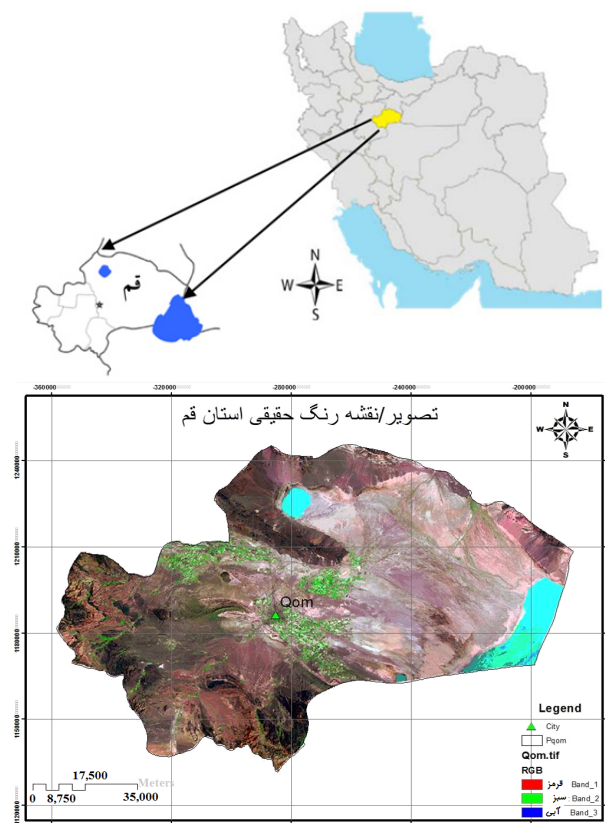 N
W E
S
قم
-360000 -320000 -280000 -240000 -200000
تصویر/نقشه رنگ حقیقی استان قم
N
W E
S
1240000
1210000
1180000
1150000
1120000
Qom
Legend
City
Pqom
Qom.tif
RGB
قرمز Band_1
سبز : Band_2
آبی Band_3
17,500
Meters
0 8,750 35,000